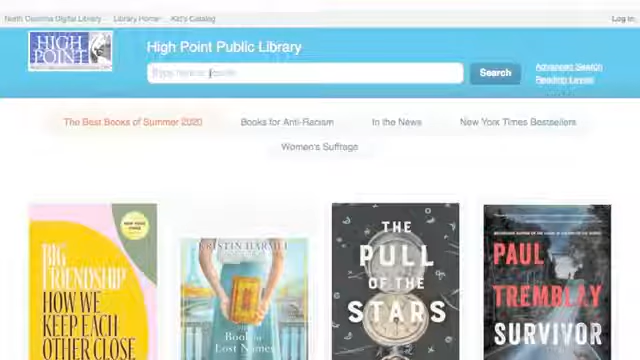 North Carolina Digital Library Library Home Kid's Catalog Log In
HIGH
POINT
High Point Public Library
Search
Advanced Search
Reading Level
The Best Books of Summer 2020 Books for Anti-Racism In the News New York Times Bestsellers
Women's Suffrage
BIG
FRIENDSHIP
HOW WE
KEEP EACH
OTHER CLOSE
KRISTIN HARMEL
The
Book of
Lost Names
THE
PULL
OF THE
STARS
PAUL
TREMBLAY
SURVIVOR